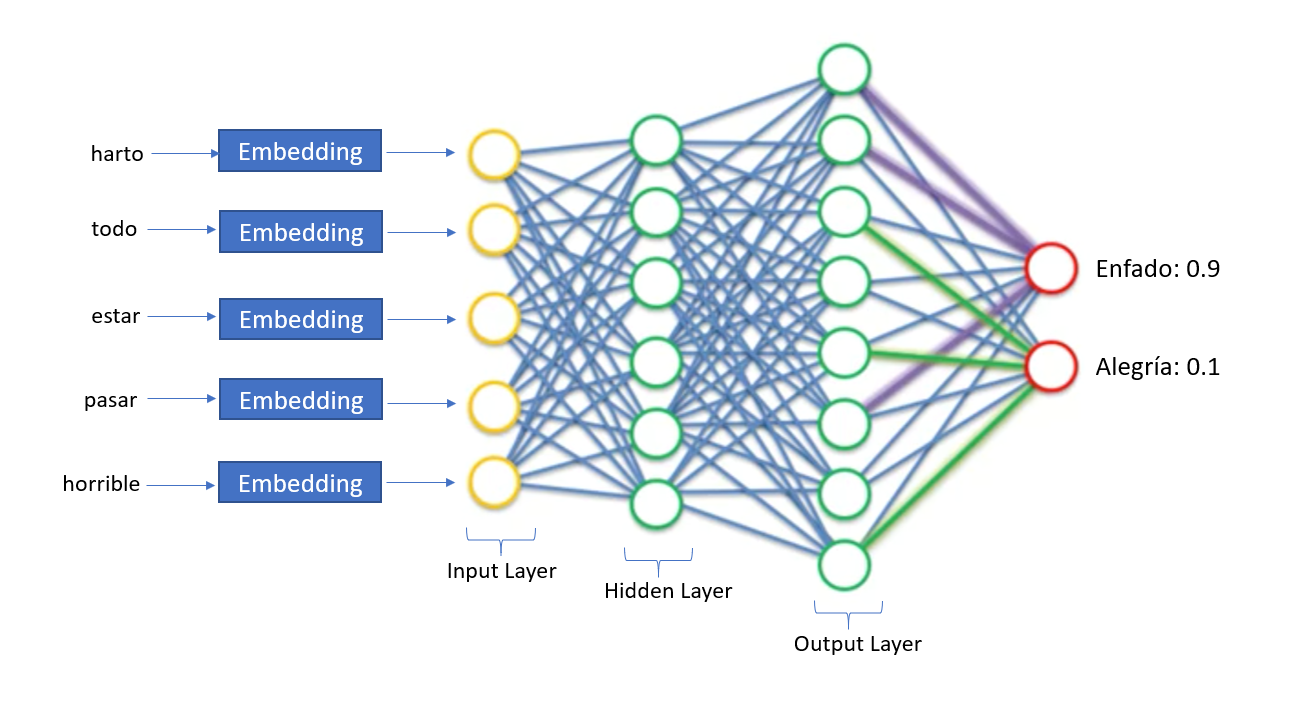 harto
Embedding
todo
Embedding
estar
Embedding
pasar
Embedding
horrible
Embedding
Enfado: 0.9
Alegría: 0.1
Input Layer
Hidden Layer
Output Layer